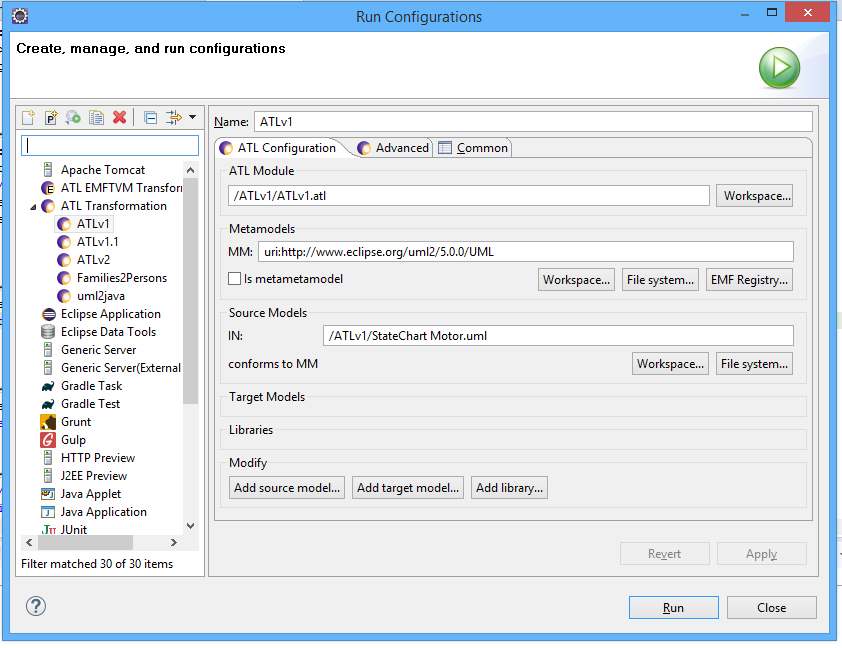 Run Configurations
Create, manage, and run configurations
Name: ATLv1
ATL Configuration
Advanced
Common
Apache Tomcat
ATL EMFTVM Transfor
ATL Transformation
ATLv1
ATLv1.1
ATLv2
Families2Persons
uml2java
Eclipse Application
Eclipse Data Tools
Generic Server
Generic Server(External
Gradle Task
Gradle Test
Grunt
Gulp
HTTP Preview
J2EE Preview
Java Applet
Java Application
JUnit
Filter matched 30 of 30 items
ATL Module
/ATLv1/ATLv1.atl
Workspace...
Metamodels
MM: uri:http://www.eclipse.org/uml2/5.0.0/UML
Is metametamodel
Workspace... File system... EMF Registry...
Source Models
IN: /ATLv1/StateChart Motor.uml
conforms to MM
Workspace... File system...
Target Models
Libraries
Modify
Add source model... Add target model... Add library...
Revert Apply
Run Close